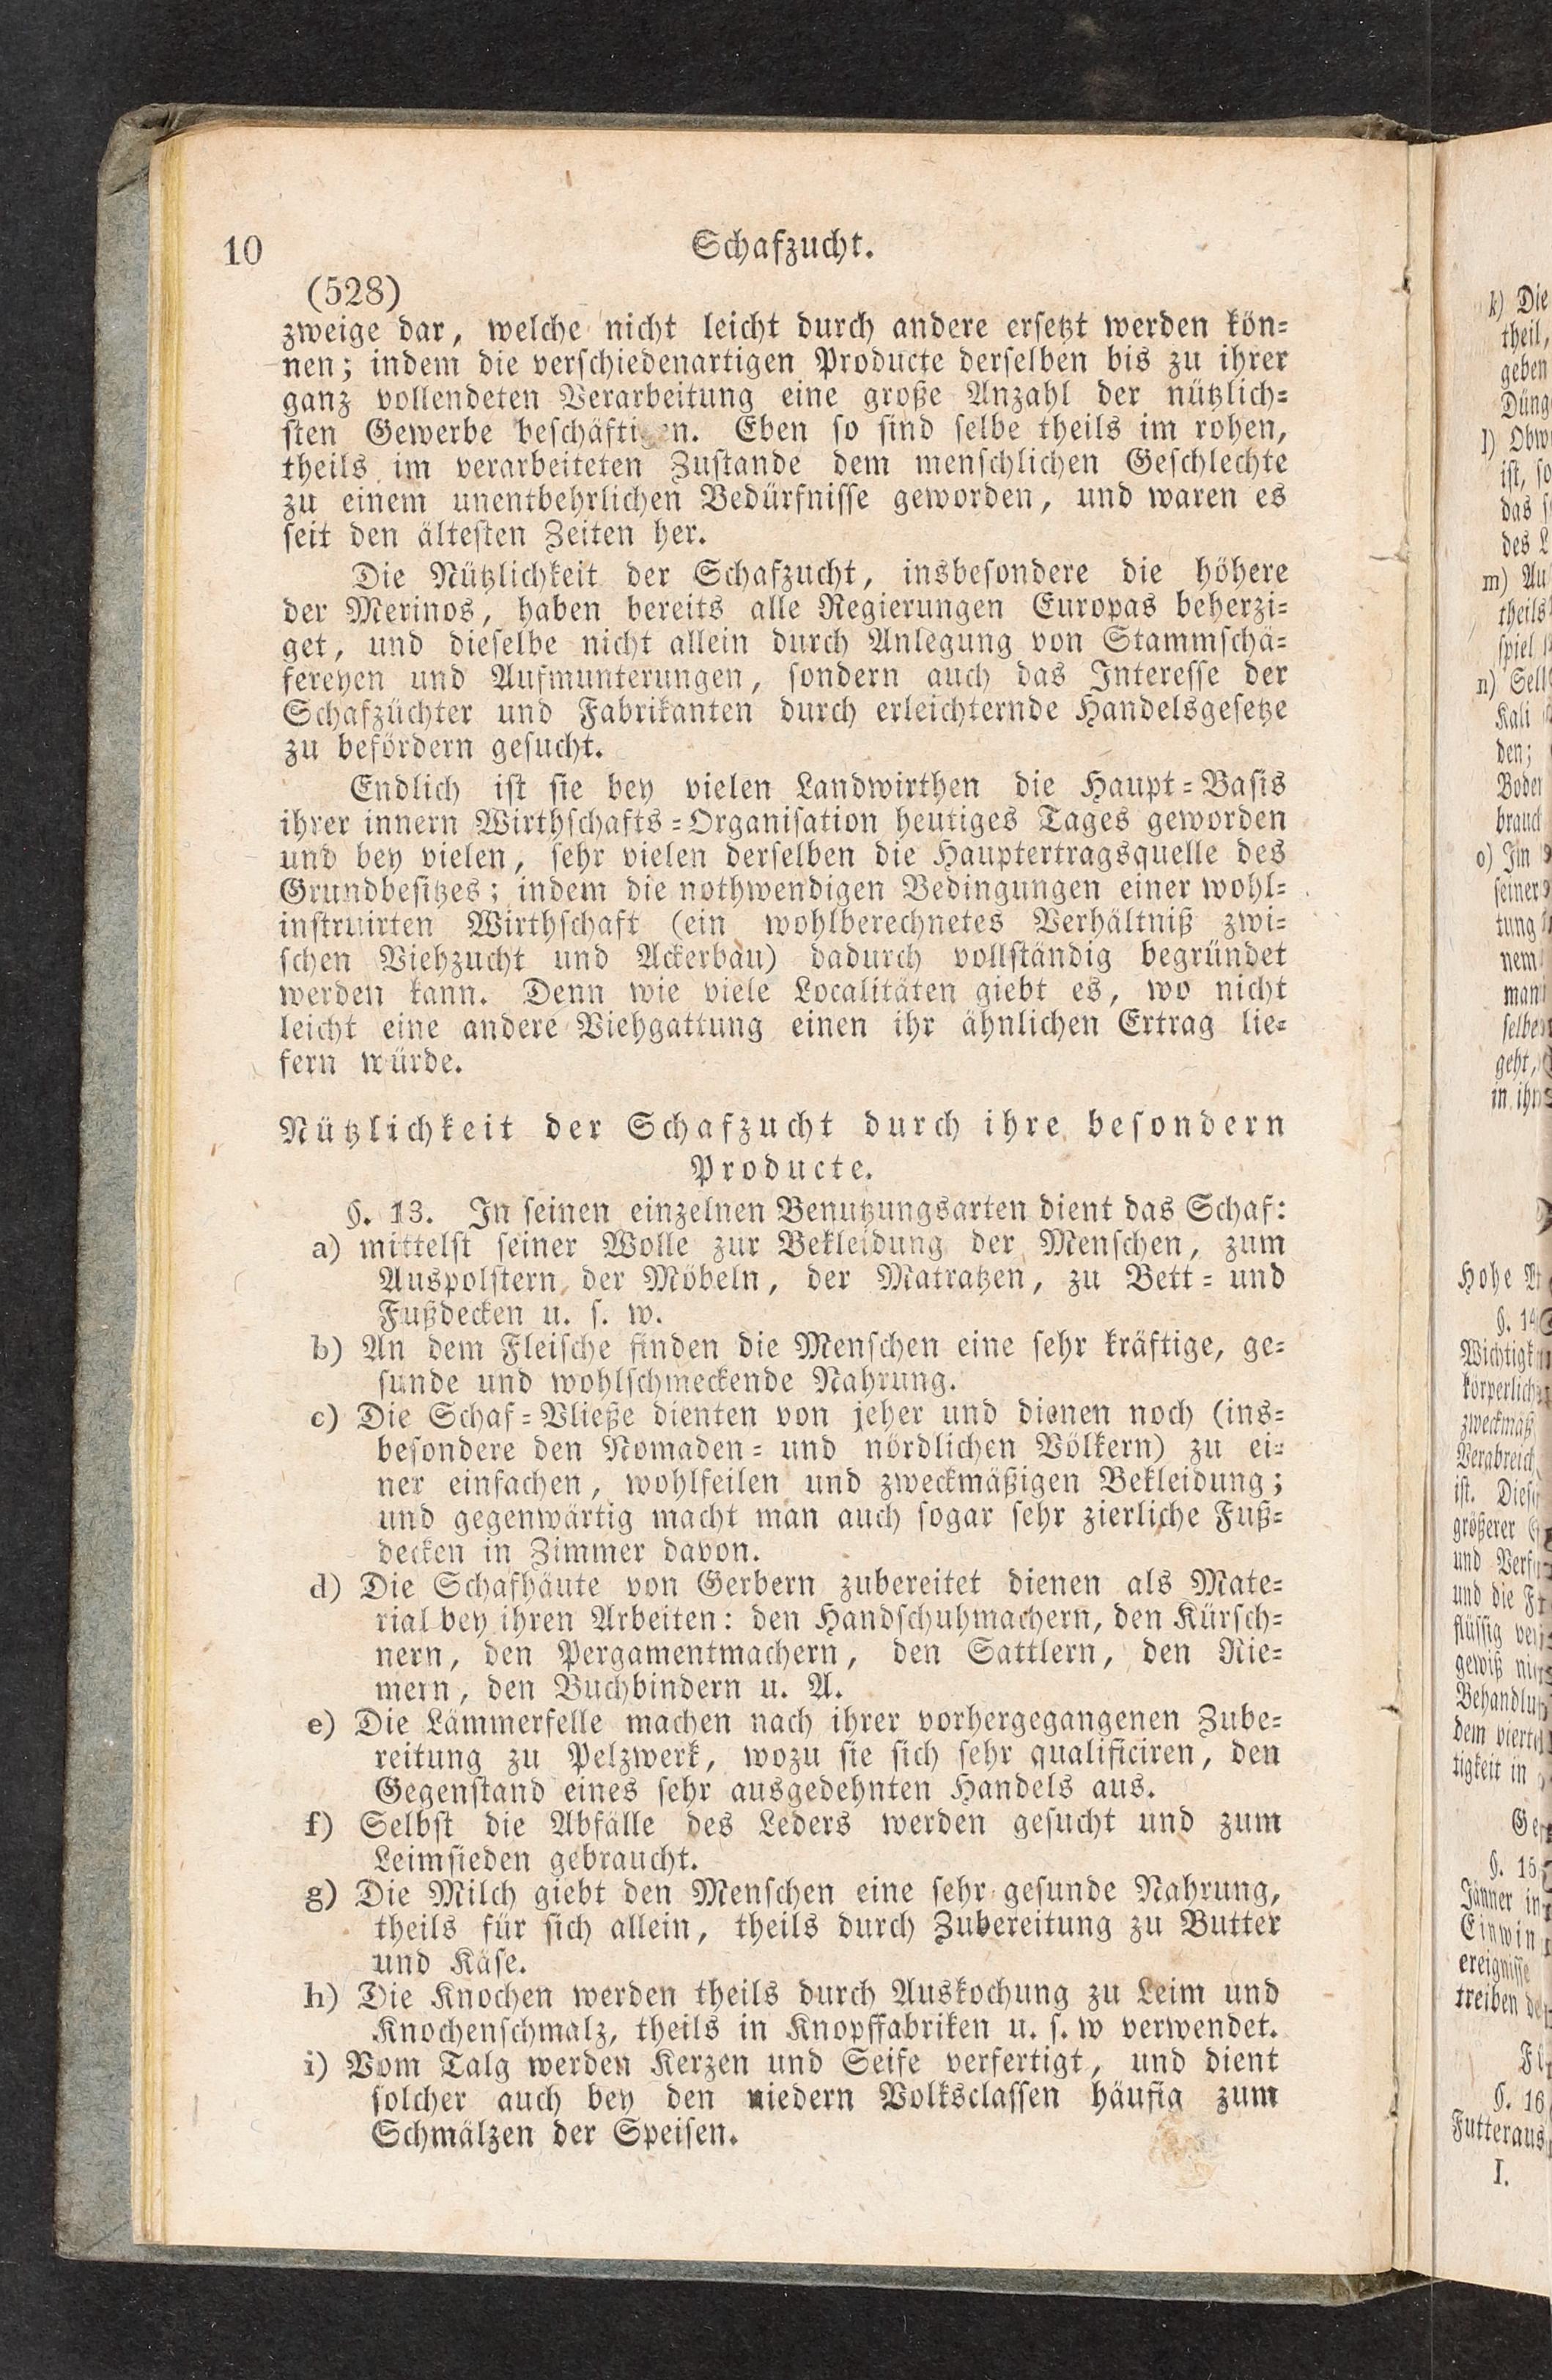 10 Schafzucht.
(528)
zweige dar, welche nicht leicht durch andere ersetzt werden kön-
nen; indem die verschiedenartigen Producte derselben bis zu ihrer
ganz vollendeten Verarbeitung eine große Anzahl der nützlich-
sten Gewerbe beschäftigen. Eben so sind selbe theils im rohen,
theils im verarbeiteten Zustande dem menschlichen Geschlechte
zu einem unentbehrlichen Bedürfnisse geworden, und waren es
seit den ältesten Zeiten her.
Die Nützlichkeit der Schafzucht, insbesondere die höhere
der Merinos, haben bereits alle Regierungen Europas beherzi-
get, und dieselbe nicht allein durch Anlegung von Stammschä-
fereyen und Aufmunterungen, sondern auch das Interesse der
Schafzüchter und Fabrikanten durch erleichternde Handelsgesetze
zu befördern gesucht.
Endlich ist sie bey vielen Landwirthen die Haupt-Basis
ihrer innern Wirthschafts-Organisation heutiges Tages geworden
und bey vielen, sehr vielen derselben die Hauptertragsquelle des
Grundbesitzes; indem die nothwendigen Bedingungen einer wohl-
instruirten Wirthschaft (ein wohlberechnetes Verhältniß zwi-
schen Viehzucht und Ackerbau) dadurch vollständig begründet
werden kann. Denn wie viele Localitäten giebt es, wo nicht
leicht eine andere Viehgattung einen ihr ähnlichen Ertrag lie-
fern würde.
Nützlichkeit der Schafzucht durch ihre besondern
Producte.
§. 13. In seinen einzelnen Benutzungsarten dient das Schaf:
a) mittelst seiner Wolle zur Bekleidung der Menschen, zum
Auspolstern der Möbeln, der Matratzen, zu Bett- und
Fußdecken u. s. w.
b) An dem Fleische finden die Menschen eine sehr kräftige, ge-
sunde und wohlschmeckende Nahrung.
c) Die Schaf-Vließe dienten von jeher und dienen noch (ins-
besondere den Nomaden- und nördlichen Völkern) zu ei-
ner einfachen, wohlfeilen und zweckmäßigen Bekleidung;
und gegenwärtig macht man auch sogar sehr zierliche Fuß-
decken in Zimmer davon.
d) Die Schafhäute von Gerbern zubereitet dienen als Mate-
rial bey ihren Arbeiten: den Handschuhmachern, den Kürsch-
nern, den Pergamentmachern, den Sattlern, den Rie-
mern, den Buchbindern u. A.
e) Die Lämmerfelle machen nach ihrer vorhergegangenen Zube-
reitung zu Pelzwerk, wozu sie sich sehr qualificiren, den
Gegenstand eines sehr ausgedehnten Handels aus.
f) Selbst die Abfälle des Leders werden gesucht und zum
Leimsieden gebraucht.
g) Die Milch giebt den Menschen eine sehr gesunde Nahrung,
theils für sich allein, theils durch Zubereitung zu Butter
und Käse.
h) Die Knochen werden theils durch Auskochung zu Leim und
Knochenschmalz, theils in Knopffabriken u. s. w verwendet.
i) Vom Talg werden Kerzen und Seife verfertigt, und dient
solcher auch bey den niedern Volksclassen häufig zum
Schmälzen der Speisen.